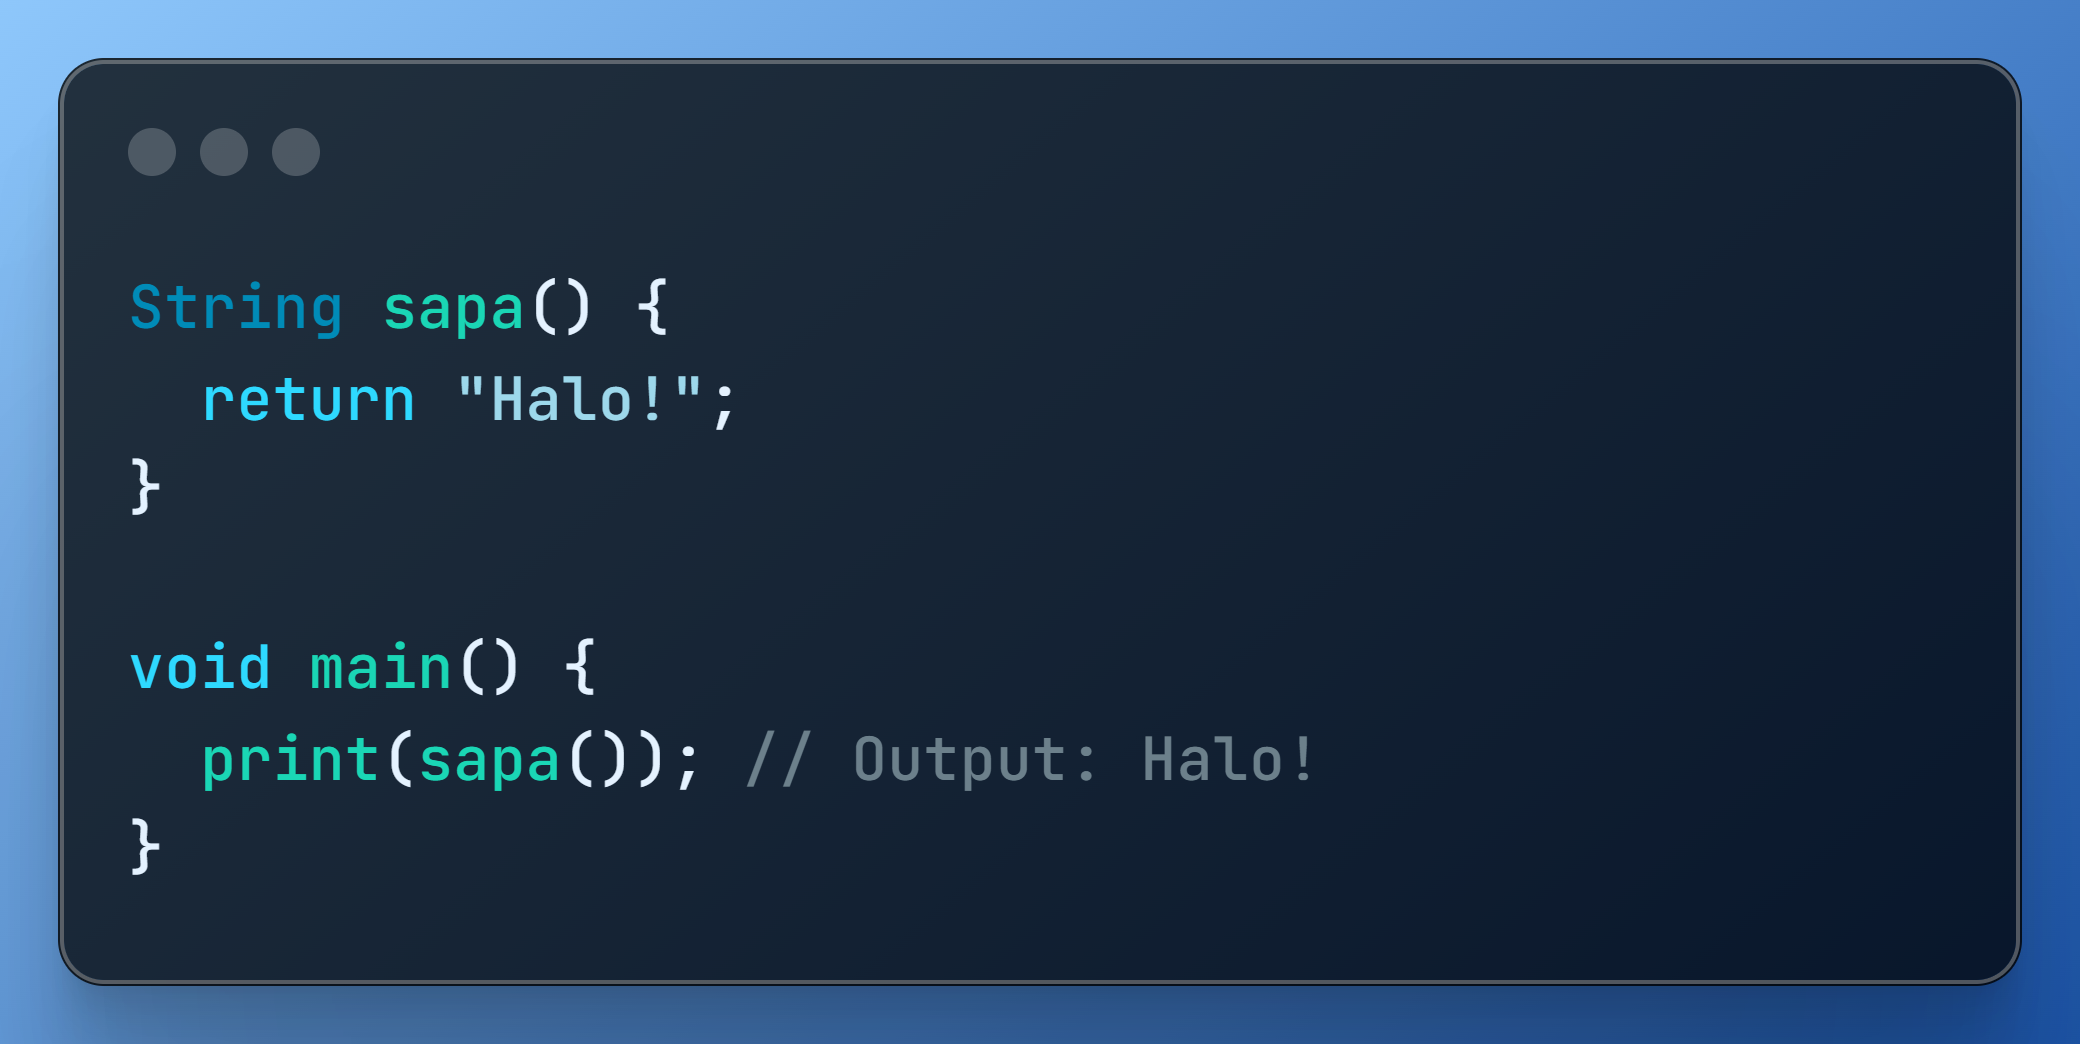 String sapa() {
  return "Halo!";
}

void main() {
  print(sapa()); // Output: Halo!
}